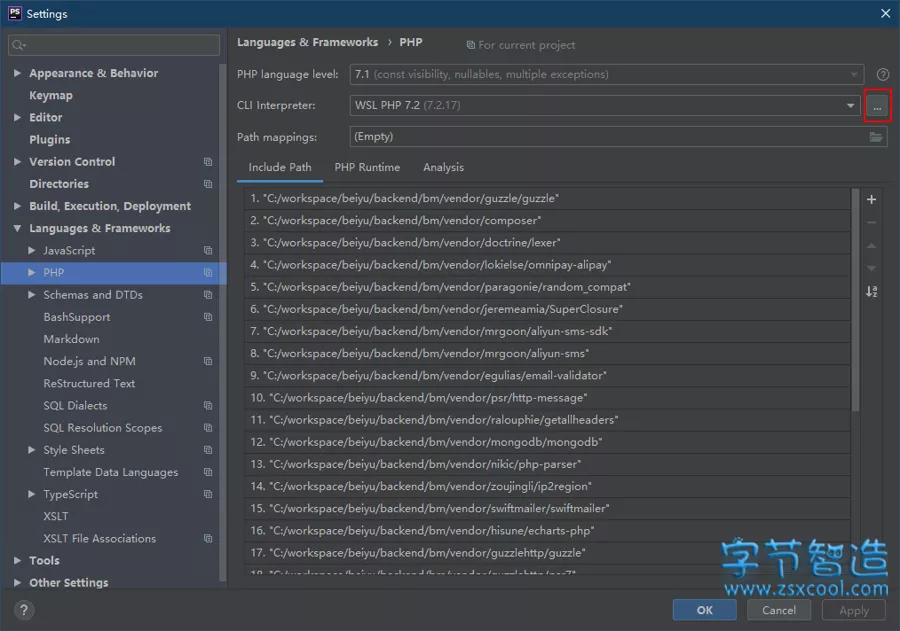 PS Settings
Languages & Frameworks › PHP For current project
PHP language level: 7.1 (const visibility, nullables, multiple exceptions)
CLI Interpreter: WSL PHP 7.2 (7.2.17) ...
Path mappings: (Empty)
Include Path PHP Runtime Analysis
Appearance & Behavior
Keymap
Editor
Plugins
Version Control
Directories
Build, Execution, Deployment
Languages & Frameworks
JavaScript
PHP
Schemas and DTDs
BashSupport
Markdown
Node.js and NPM
ReStructured Text
SQL Dialects
SQL Resolution Scopes
Style Sheets
Template Data Languages
TypeScript
XSLT
XSLT File Associations
Tools
Other Settings
1. "C:/workspace/beiyu/backend/bm/vendor/guzzle/guzzle"
2. "C:/workspace/beiyu/backend/bm/vendor/composer"
3. "C:/workspace/beiyu/backend/bm/vendor/doctrine/lexer"
4. "C:/workspace/beiyu/backend/bm/vendor/lokielse/omnipay-alipay"
5. "C:/workspace/beiyu/backend/bm/vendor/paragonie/random_compat"
6. "C:/workspace/beiyu/backend/bm/vendor/jeremeamia/SuperClosure"
7. "C:/workspace/beiyu/backend/bm/vendor/mrgoon/aliyun-sms-sdk"
8. "C:/workspace/beiyu/backend/bm/vendor/mrgoon/aliyun-sms"
9. "C:/workspace/beiyu/backend/bm/vendor/egulias/email-validator"
10. "C:/workspace/beiyu/backend/bm/vendor/psr/http-message"
11. "C:/workspace/beiyu/backend/bm/vendor/ralouphie/getallheaders"
12. "C:/workspace/beiyu/backend/bm/vendor/mongodb/mongodb"
13. "C:/workspace/beiyu/backend/bm/vendor/nikic/php-parser"
14. "C:/workspace/beiyu/backend/bm/vendor/zoujingli/ip2region"
15. "C:/workspace/beiyu/backend/bm/vendor/swiftmailer/swiftmailer"
16. "C:/workspace/beiyu/backend/bm/vendor/hisune/echarts-php"
17. "C:/workspace/beiyu/backend/bm/vendor/guzzlehttp/guzzle"
字节智造
www.zsxcool.com
? OK Cancel Apply